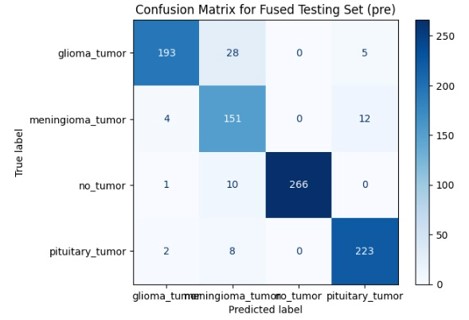 Confusion Matrix for Fused Testing Set (pre)
glioma_tumor 193 28 0 5
meningioma_tumor 4 151 0 12
no_tumor 1 10 266 0
pituitary_tumor 2 8 0 223
glioma_tumor meningioma_tumor no_tumor pituitary_tumor
Predicted label
True label
250
200
150
100
50
0